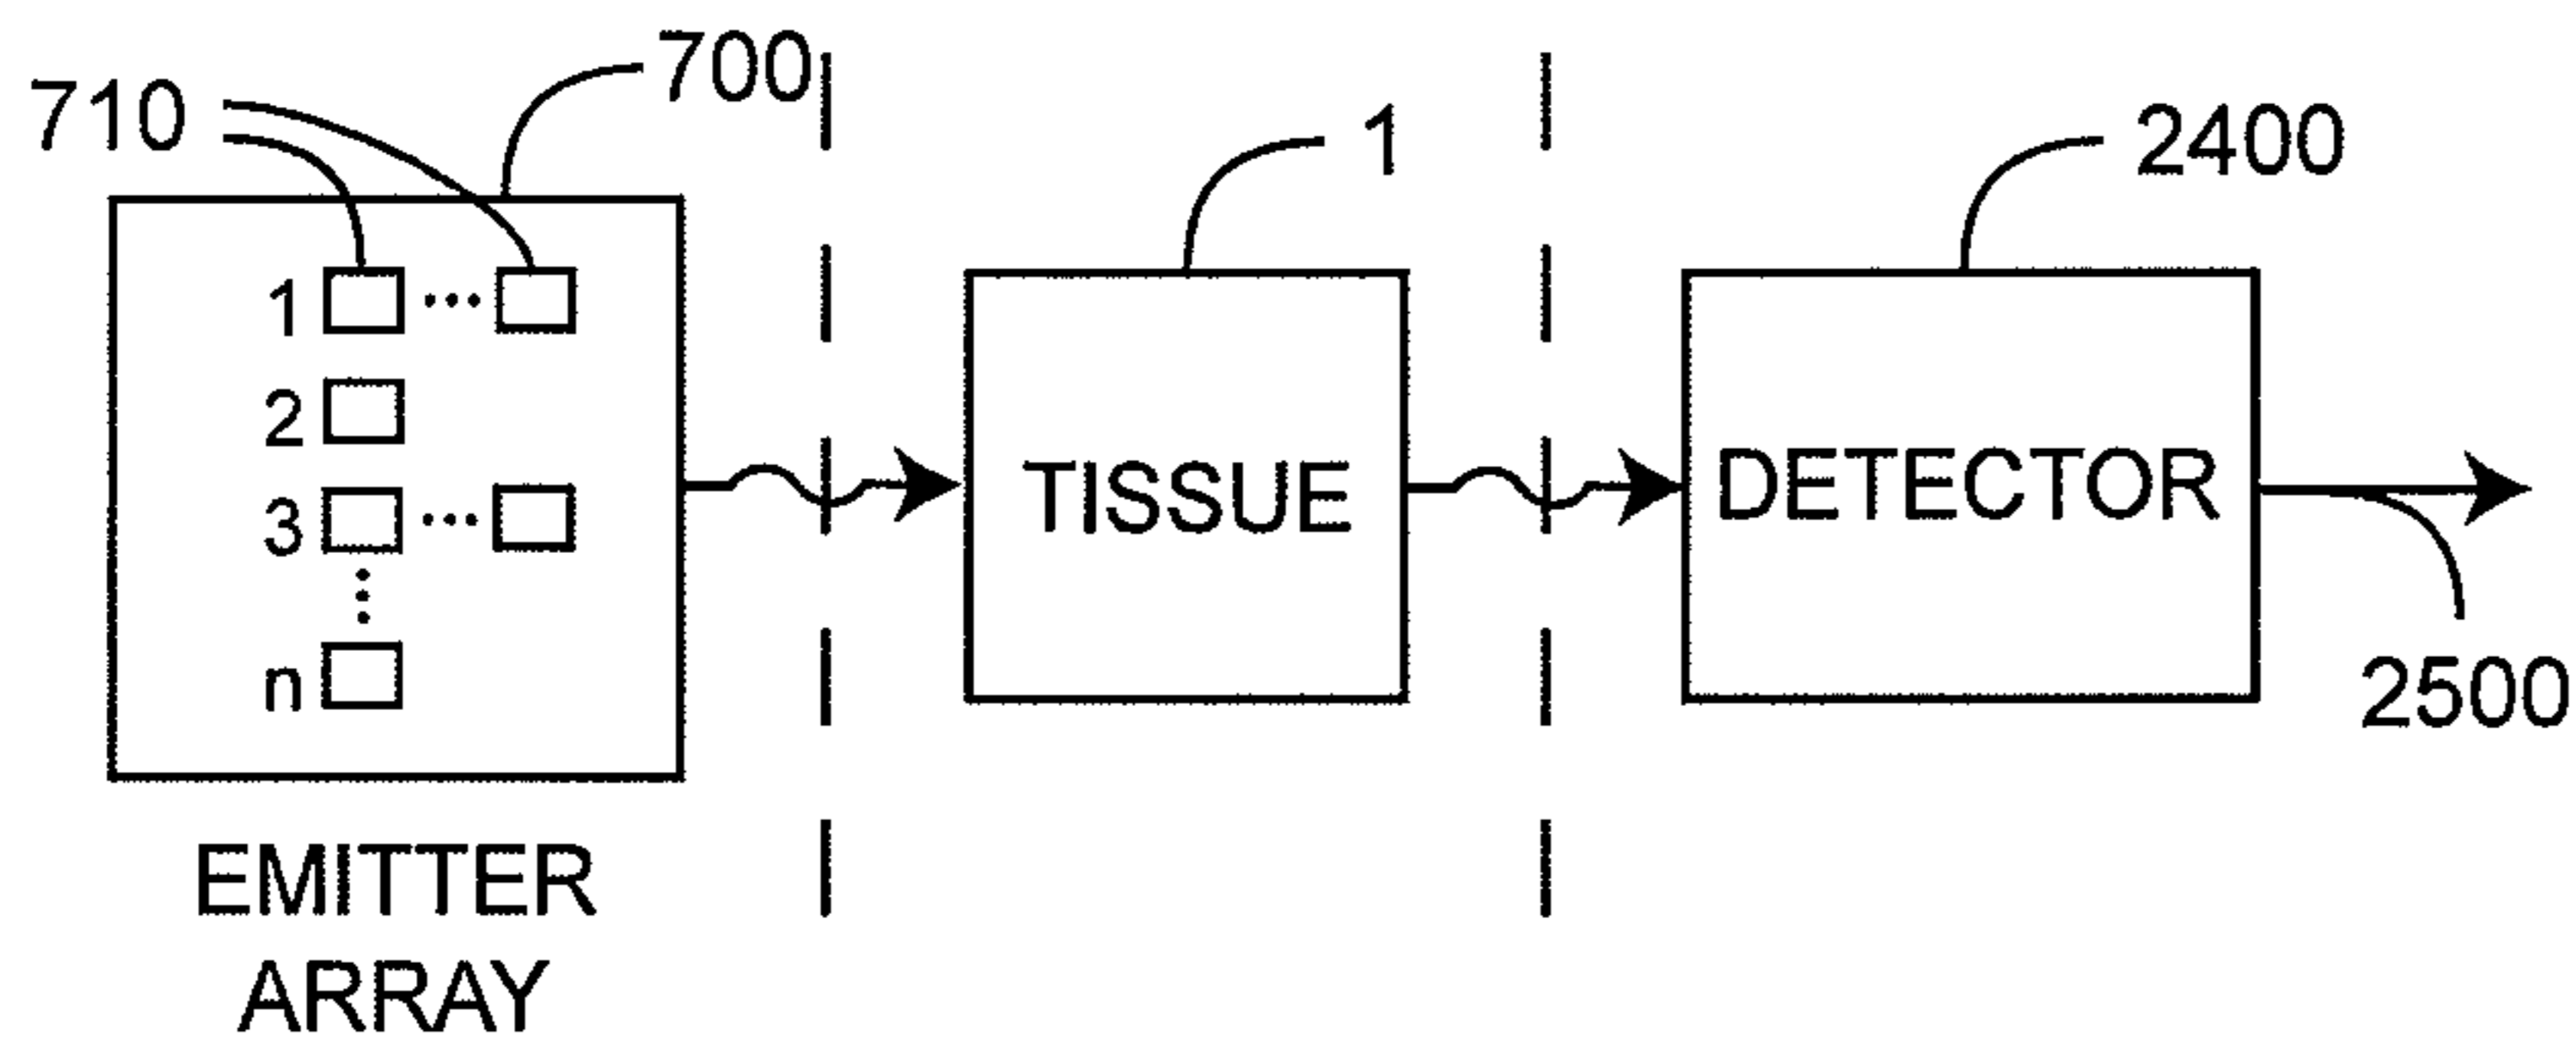 700
710
1
2400
1 ...
2
3 ...
n
TISSUE
DETECTOR
2500
EMITTER
ARRAY